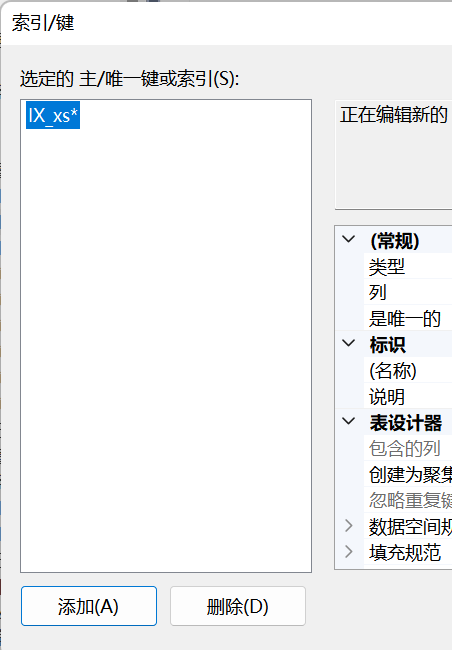 索引/键
选定的 主/唯一键或索引(S):
IX_xs*
正在编辑新的
(常规)
类型
列
是唯一的
标识
(名称)
说明
表设计器
包含的列
创建为聚集
忽略重复键
数据空间规
填充规范
添加(A)
删除(D)